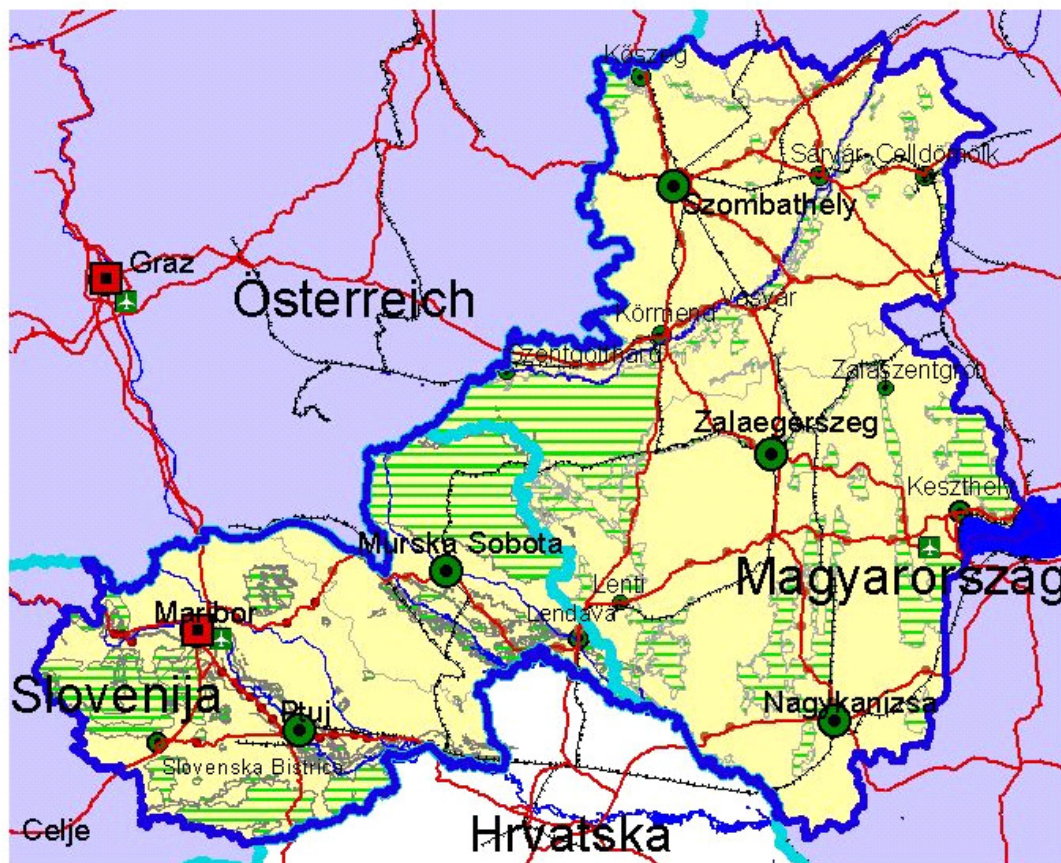 Kőszeg
Sárvár
Celldömölk
Szombathely
Graz
Österreich
Vasvár
Körmend
Szentgotthárd
Zalaszentgrót
Zalaegerszeg
Keszthely
Murska Sobota
Magyarország
Lenti
Lendava
Maribor
Slovenija
Nagykanizsa
Ptuj
Slovenska Bistrica
Celje
Hrvatska